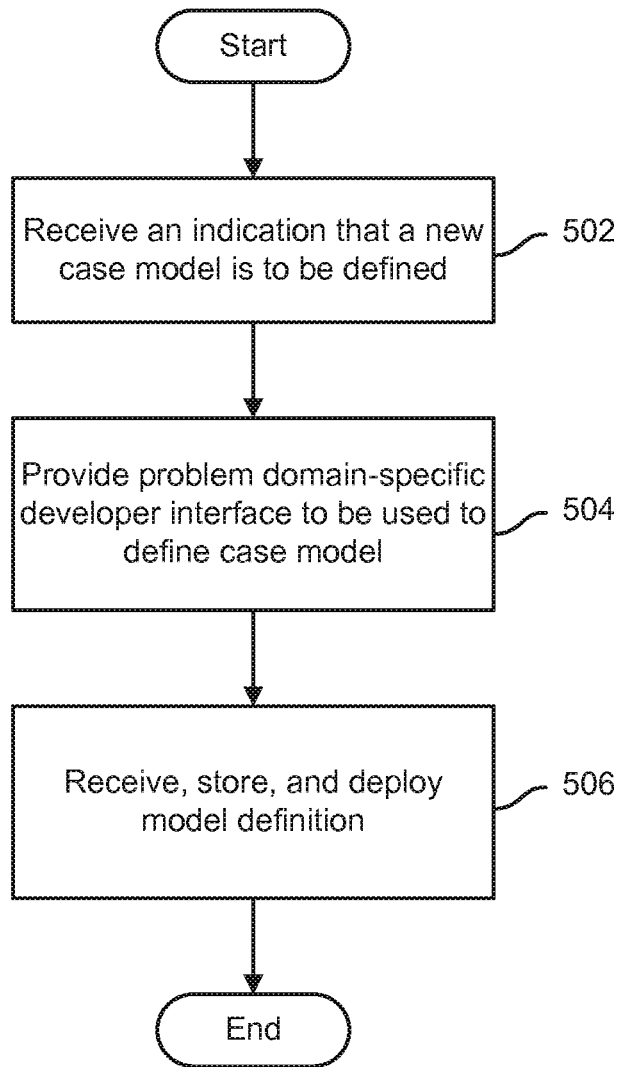 Start
Receive an indication that a new
case model is to be defined
502
Provide problem domain-specific
developer interface to be used to
define case model
504
Receive, store, and deploy
model definition
506
End